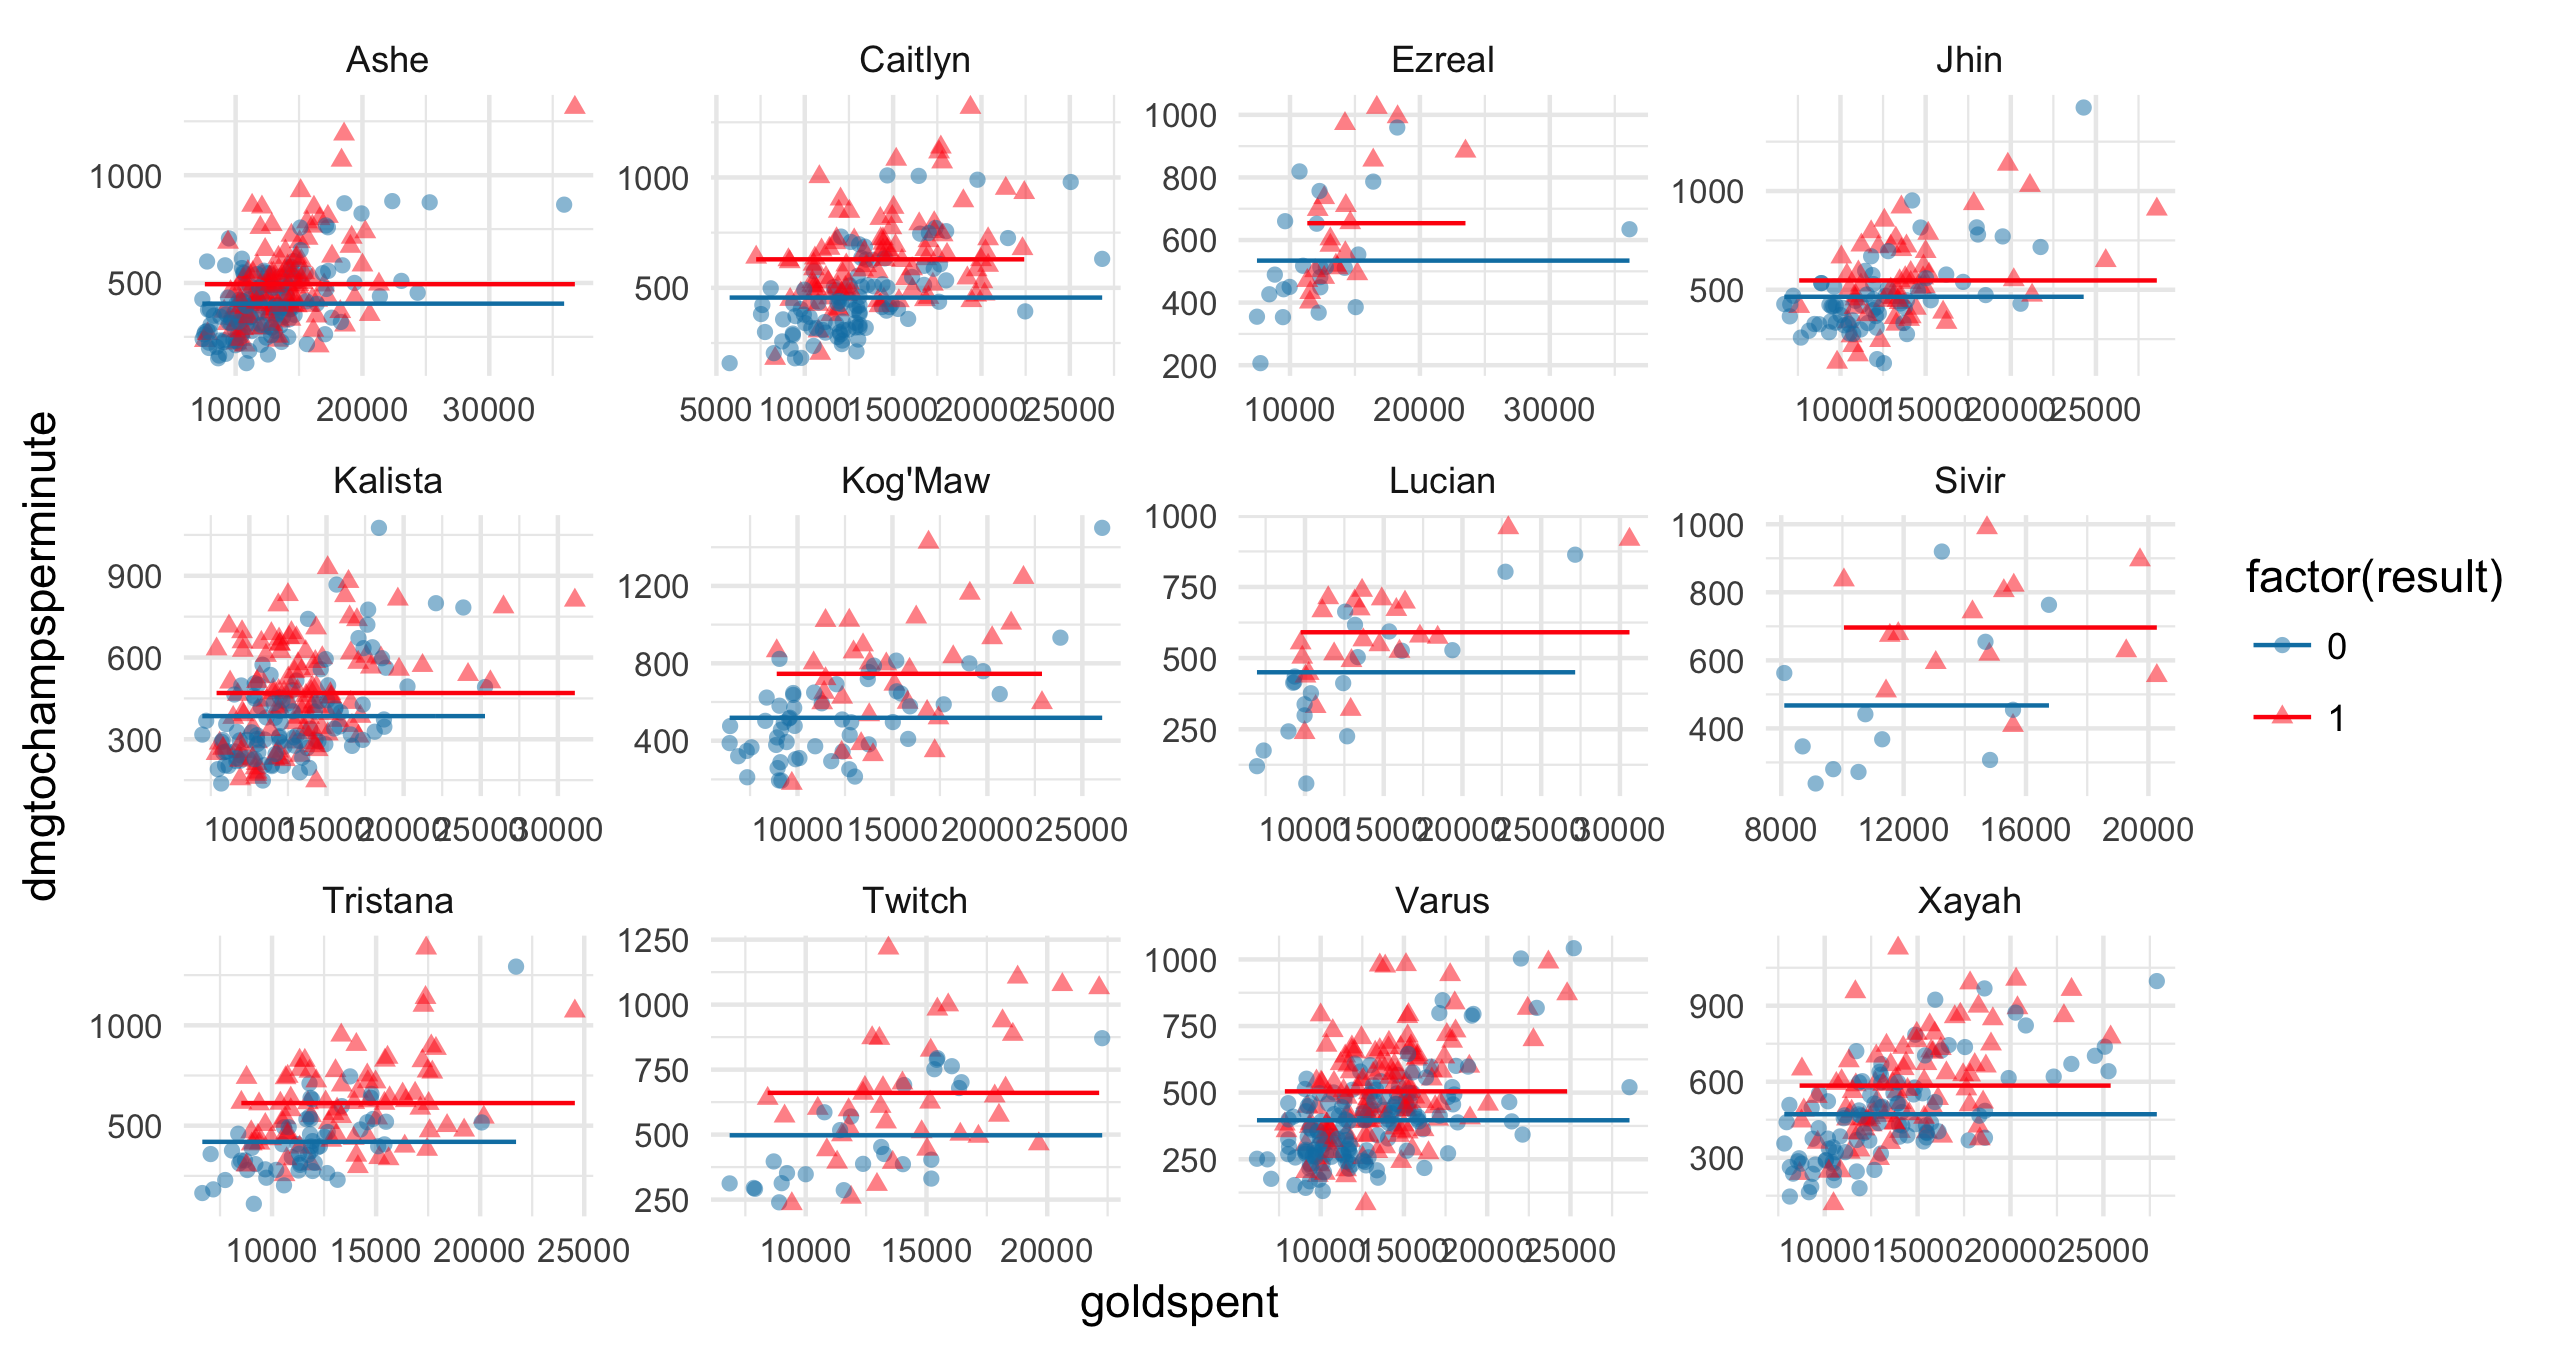 Ashe Caitlyn Ezreal Jhin
1000
500
10000 20000 30000
1000
500
5000 10000 15000 20000 25000
1000
800
600
400
200
10000 20000 30000
1000
500
10000 15000 20000 25000
Kalista Kog'Maw Lucian Sivir
900
600
300
10000 15000 20000 25000 30000
1200
800
400
10000 15000 20000 25000
1000
750
500
250
10000 15000 20000 25000 30000
1000
800
600
400
8000 12000 16000 20000
Tristana Twitch Varus Xayah
1000
500
10000 15000 20000 25000
1250
1000
750
500
250
10000 15000 20000
1000
750
500
250
10000 15000 20000 25000
900
600
300
10000 15000 20000 25000
goldspent
dmgtochampsperminute
factor(result)
0
1